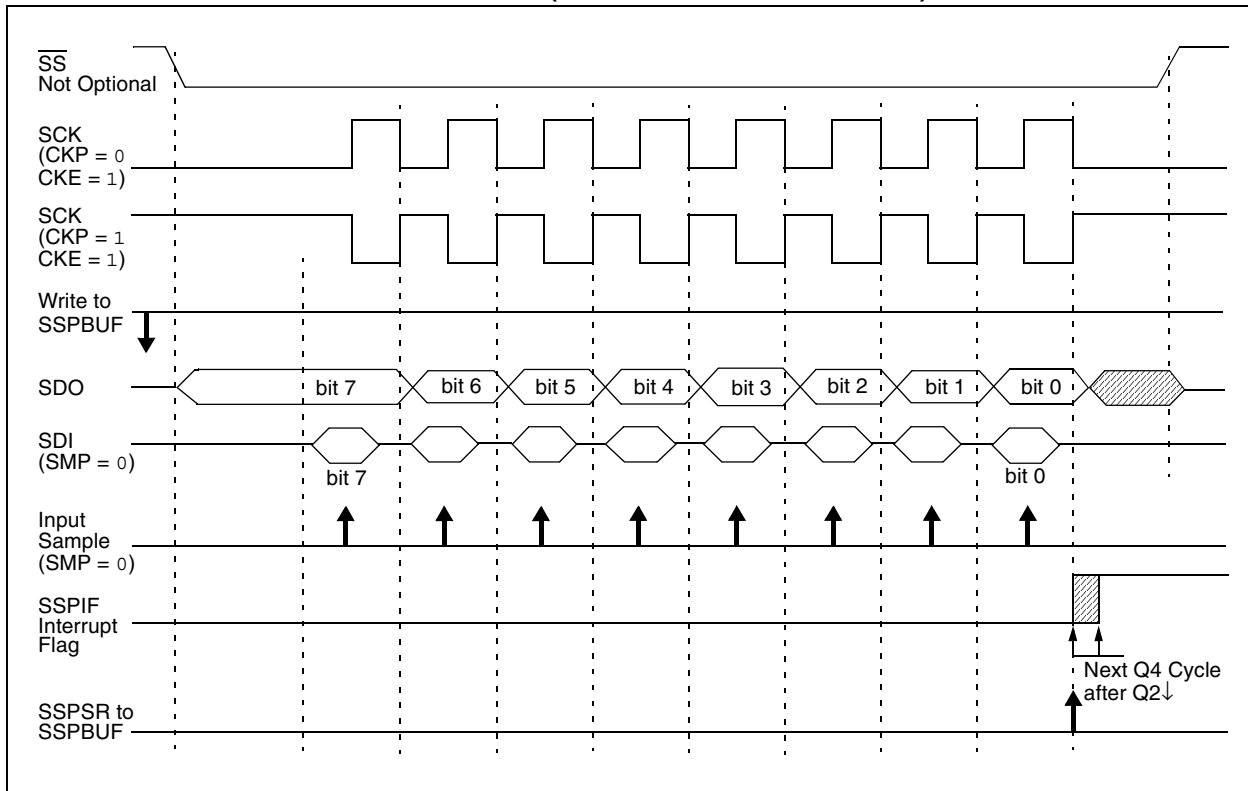 SS
Not Optional
SCK
(CKP = 0
CKE = 1)
SCK
(CKP = 1
CKE = 1)
Write to
SSPBUF
SDO
bit 7 bit 6 bit 5 bit 4 bit 3 bit 2 bit 1 bit 0
SDI
(SMP = 0)
bit 7 bit 0
Input
Sample
(SMP = 0)
SSPIF
Interrupt
Flag
Next Q4 Cycle
after Q2↓
SSPSR to
SSPBUF